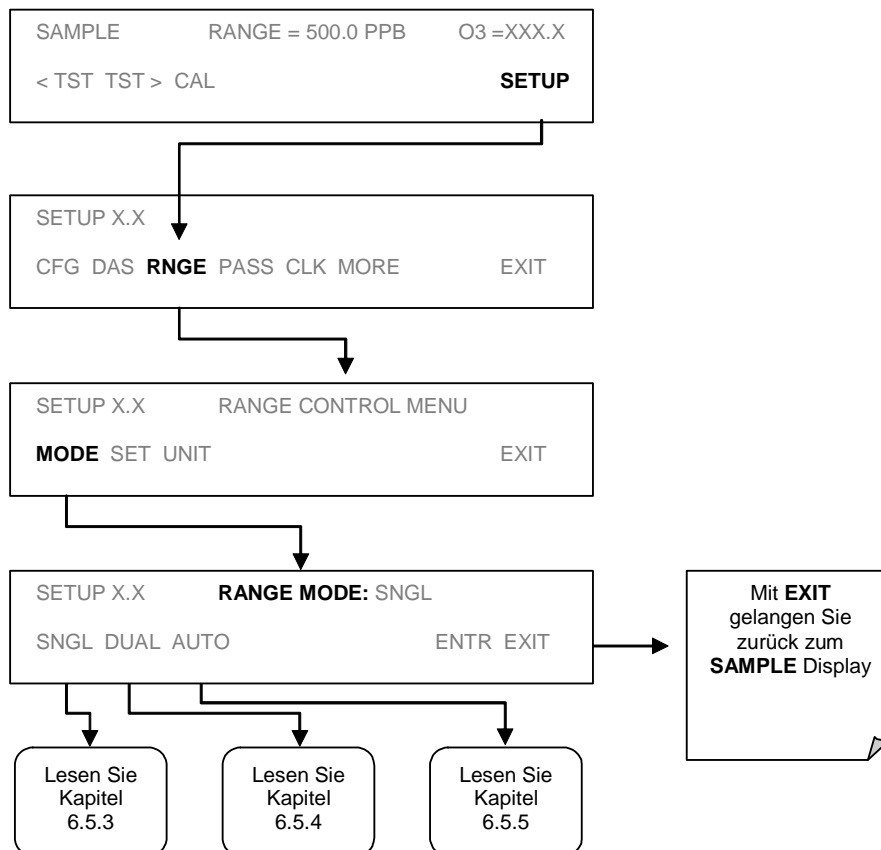 SAMPLE RANGE = 500.0 PPB O3 =XXX.X
< TST TST > CAL SETUP
SETUP X.X
CFG DAS RNGE PASS CLK MORE EXIT
SETUP X.X RANGE CONTROL MENU
MODE SET UNIT EXIT
SETUP X.X RANGE MODE: SNGL
SNGL DUAL AUTO ENTR EXIT
Mit EXIT
gelangen Sie
zurück zum
SAMPLE Display
Lesen Sie
Kapitel
6.5.3
Lesen Sie
Kapitel
6.5.4
Lesen Sie
Kapitel
6.5.5